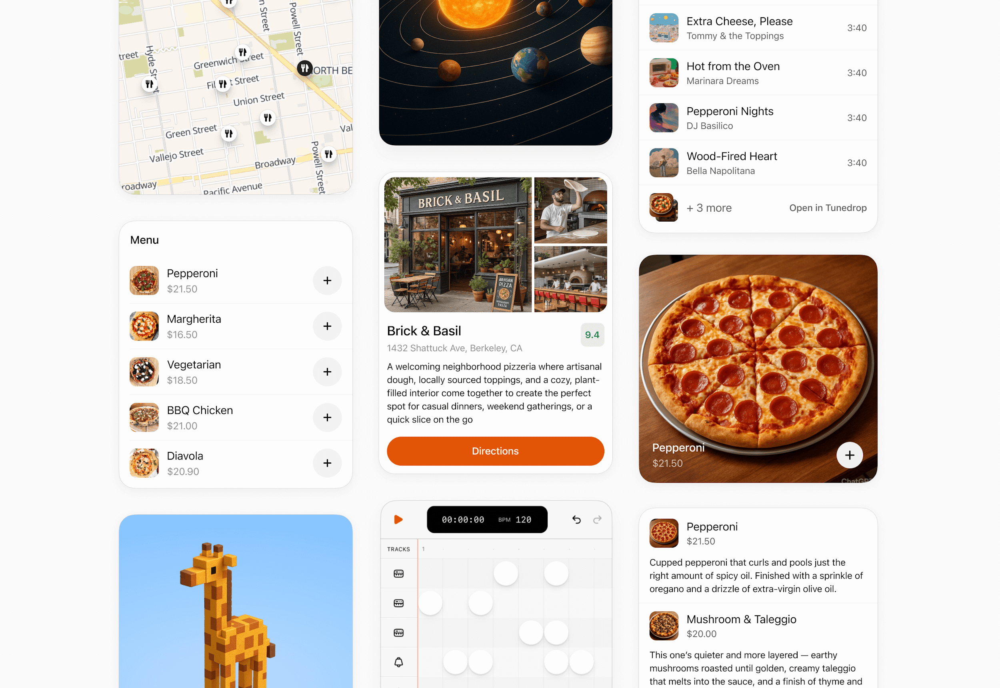 n Street
Powell Street
Hyde St
treet
Greenwich Street
ORTH BE
Fil t Street
Union Street
Green Street
Val
Vallejo Street
Powell Street
Broadway
roadway
Pacific Avenue
Menu
Pepperoni
$21.50
Margherita
$16.50
Vegetarian
$18.50
BBQ Chicken
$21.00
Diavola
$20.90
BRICK & BASIL
ARTISAN
PIZZA
Brick & Basil
9.4
1432 Shattuck Ave, Berkeley, CA
A welcoming neighborhood pizzeria where artisanal
dough, locally sourced toppings, and a cozy, plant-
filled interior come together to create the perfect
spot for casual dinners, weekend gatherings, or a
quick slice on the go
Directions
00:00:00 BPM 120
TRACKS 1
Extra Cheese, Please
Tommy & the Toppings
3:40
Hot from the Oven
Marinara Dreams
3:40
Pepperoni Nights
DJ Basilico
3:40
Wood-Fired Heart
Bella Napolitana
3:40
+ 3 more
Open in Tunedrop
Pepperoni
$21.50
ChatGPT
Pepperoni
$21.50
Cupped pepperoni that curls and pools just the
right amount of spicy oil. Finished with a sprinkle of
oregano and a drizzle of extra-virgin olive oil.
Mushroom & Taleggio
$20.00
This one’s quieter and more layered — earthy
mushrooms roasted until golden, creamy taleggio
that melts into the sauce, and a finish of thyme and